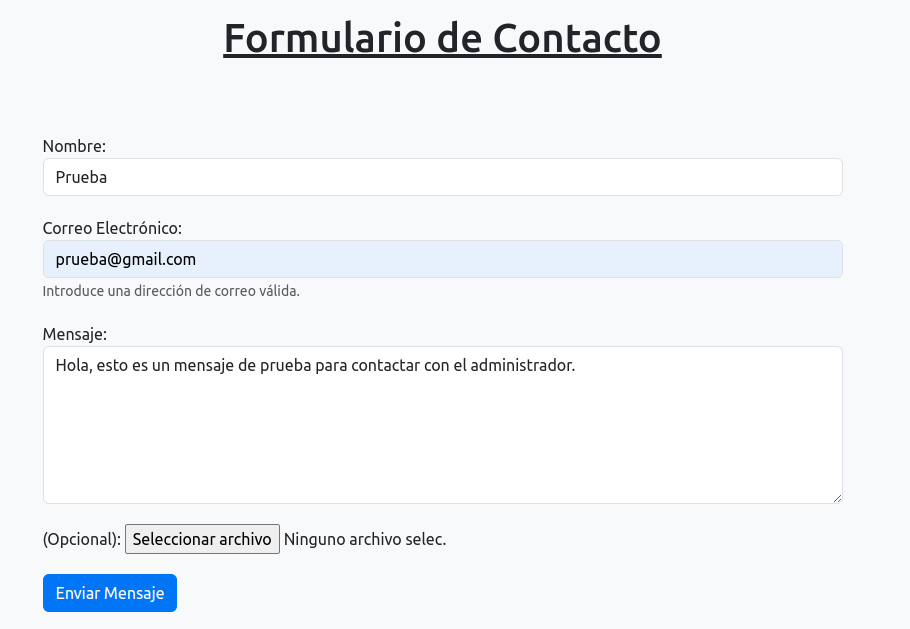 Formulario de Contacto
Nombre:
Prueba
Correo Electrónico:
prueba@gmail.com
Introduce una dirección de correo válida.
Mensaje:
Hola, esto es un mensaje de prueba para contactar con el administrador.
(Opcional): Seleccionar archivo Ninguno archivo selec.
Enviar Mensaje